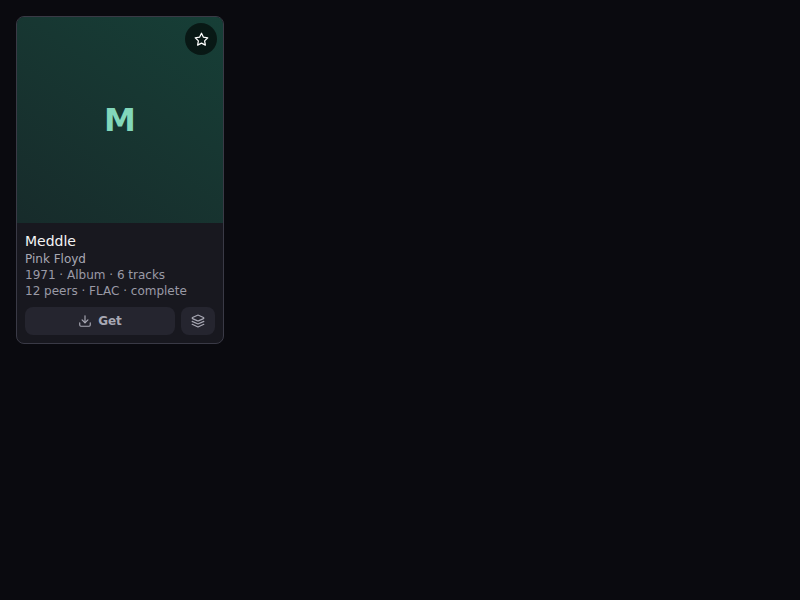 M
Meddle
Pink Floyd
1971 · Album · 6 tracks
12 peers · FLAC · complete
Get